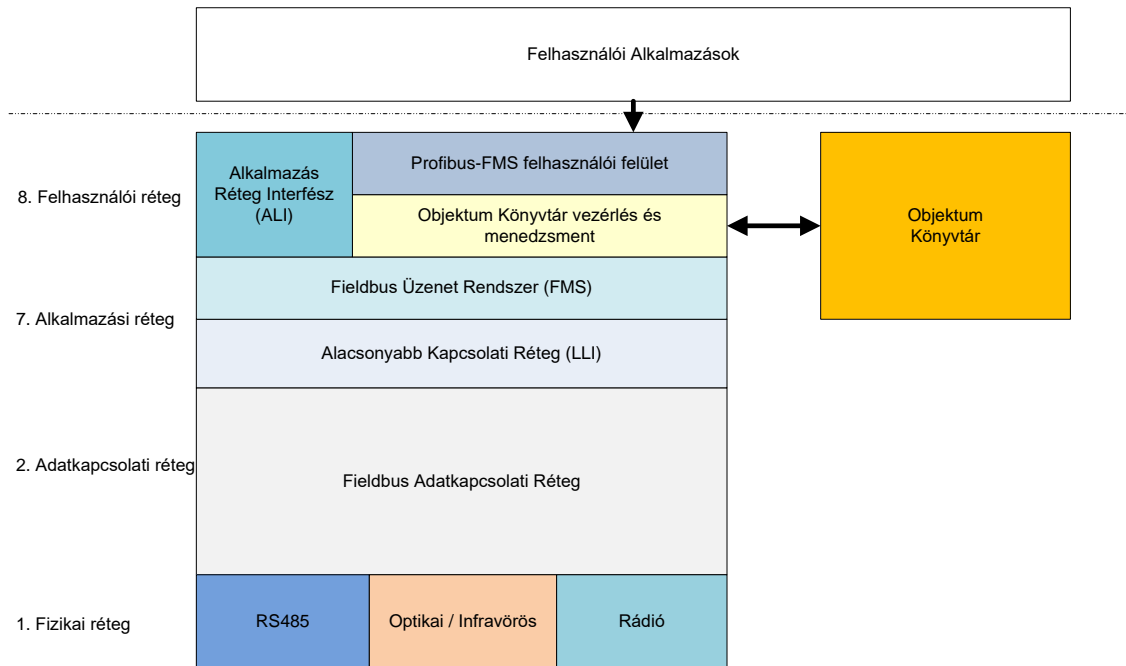 Felhasználói Alkalmazások
8. Felhasználói réteg
Alkalmazás
Réteg Interfész
(ALI)
Profibus-FMS felhasználói felület
Objektum Könyvtár vezérlés és
menedzsment
Objektum
Könyvtár
7. Alkalmazási réteg
Fieldbus Üzenet Rendszer (FMS)
Alacsonyabb Kapcsolati Réteg (LLI)
2. Adatkapcsolati réteg
Fieldbus Adatkapcsolati Réteg
1. Fizikai réteg
RS485
Optikai / Infravörös
Rádió